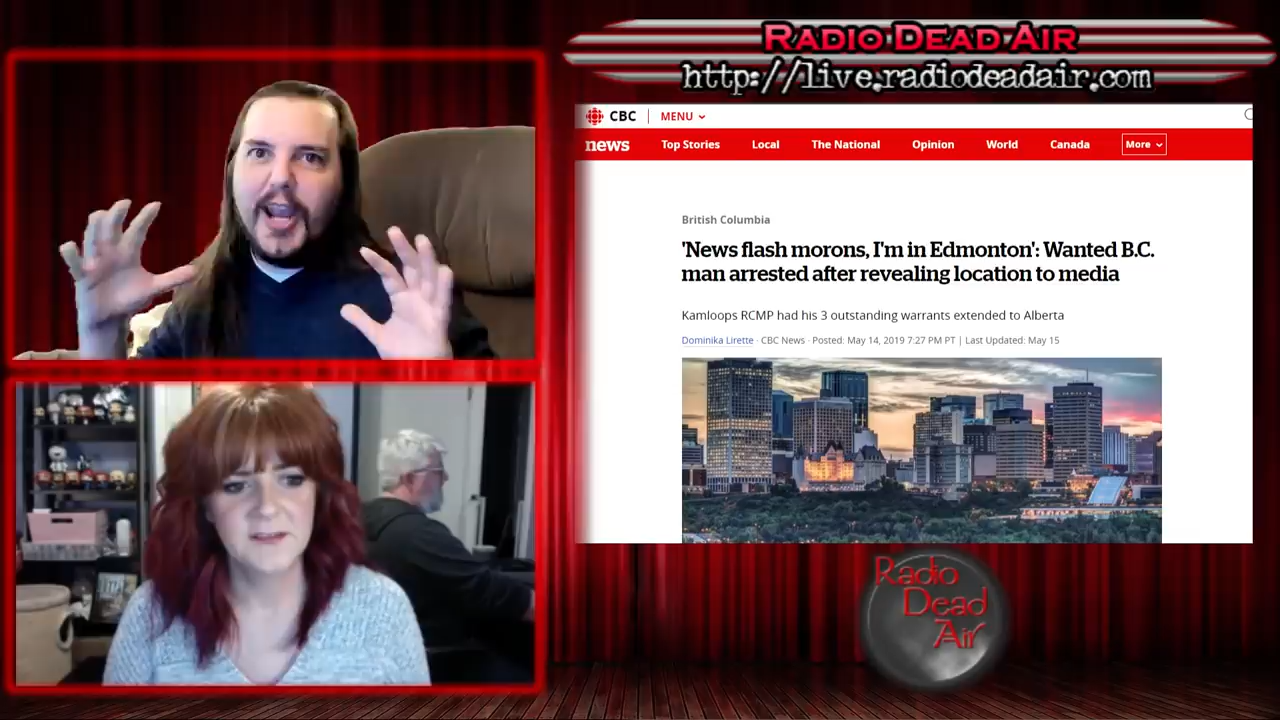 Radio Dead Air
http://live.radiodeadair.com
CBC MENU
news Top Stories Local The National Opinion World Canada More
British Columbia
'News flash morons, I'm in Edmonton': Wanted B.C.
man arrested after revealing location to media
Kamloops RCMP had his 3 outstanding warrants extended to Alberta
Dominika Lirette · CBC News · Posted: May 14, 2019 7:27 PM PT | Last Updated: May 15
Radio
Dead
Air